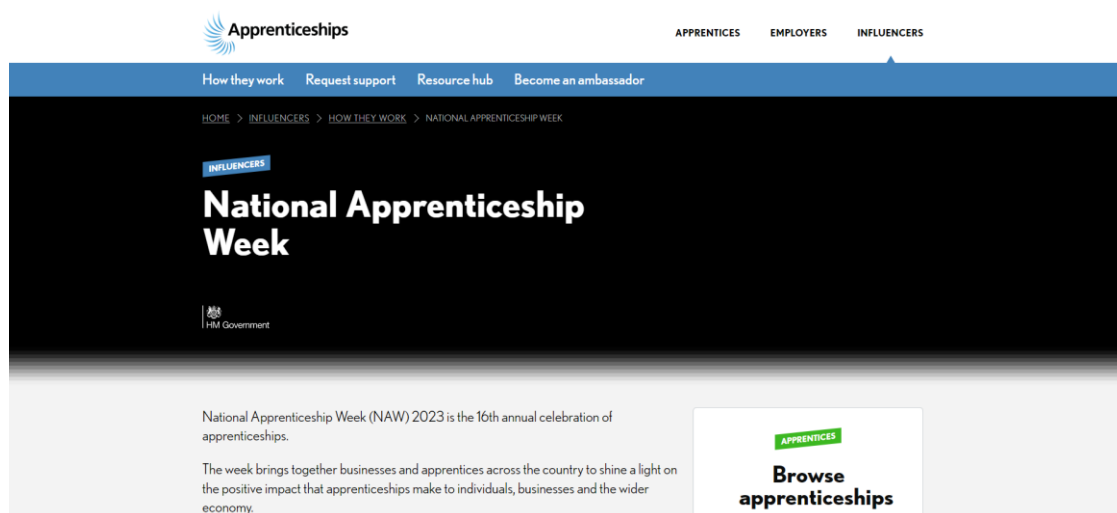 Apprenticeships
APPRENTICES EMPLOYERS INFLUENCERS
How they work Request support Resource hub Become an ambassador
HOME > INFLUENCERS > HOW THEY WORK > NATIONAL APPRENTICESHIP WEEK
INFLUENCERS
National Apprenticeship
Week
HM Government
National Apprenticeship Week (NAW) 2023 is the 16th annual celebration of
apprenticeships.
The week brings together businesses and apprentices across the country to shine a light on
the positive impact that apprenticeships make to individuals, businesses and the wider
economy.
APPRENTICES
Browse
apprenticeships